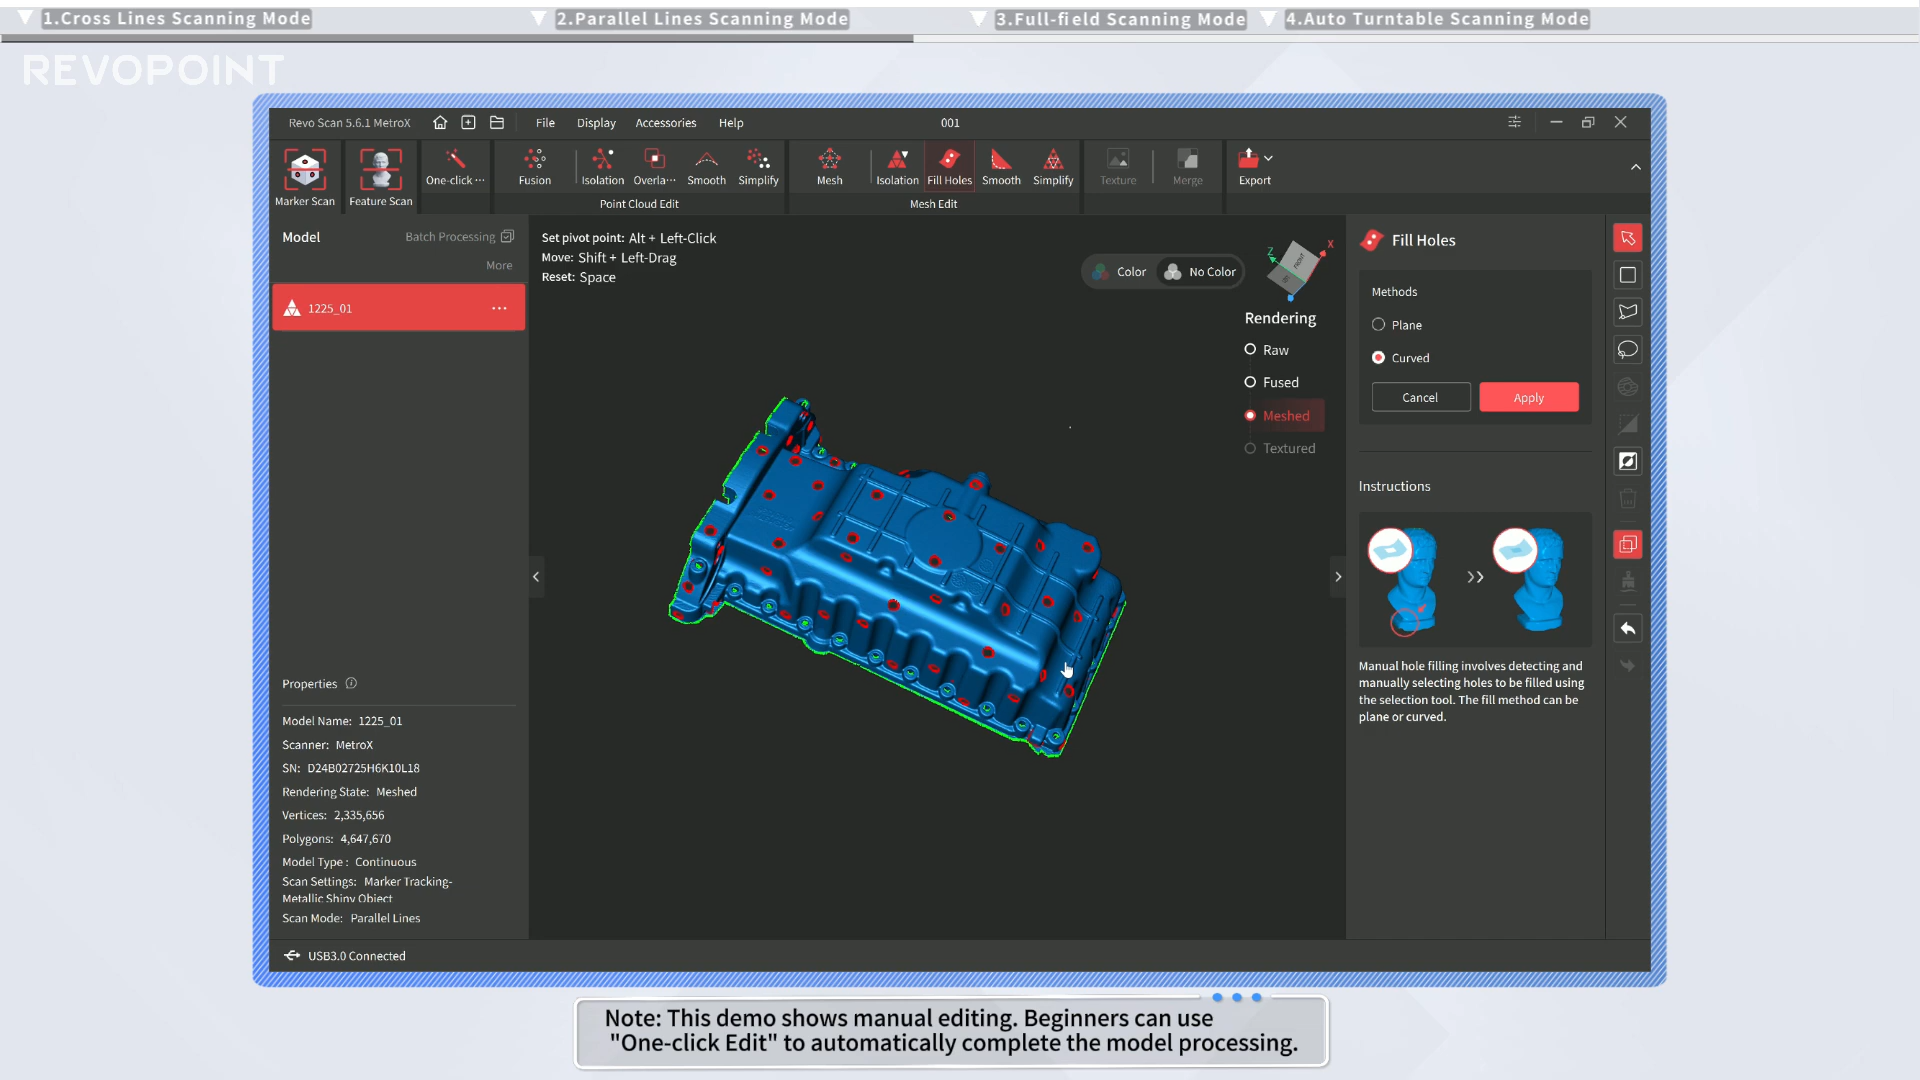 1.Cross Lines Scanning Mode
2.Parallel Lines Scanning Mode
3.Full-field Scanning Mode
4.Auto Turntable Scanning Mode
REVOPOINT
Revo Scan 5.6.1 MetroX
File
Display
Accessories
Help
001
Marker Scan
Feature Scan
One-click ···
Fusion
Isolation
Overla···
Smooth
Simplify
Point Cloud Edit
Mesh
Isolation
Fill Holes
Smooth
Simplify
Mesh Edit
Texture
Merge
Export
Model
Batch Processing
More
1225_01
Set pivot point: Alt + Left-Click
Move: Shift + Left-Drag
Reset: Space
Color
No Color
Z
X
FRONT
Rendering
Raw
Fused
Meshed
Textured
Fill Holes
Methods
Plane
Curved
Cancel
Apply
Instructions
Manual hole filling involves detecting and
manually selecting holes to be filled using
the selection tool. The fill method can be
plane or curved.
Properties
Model Name: 1225_01
Scanner: MetroX
SN: D24B02725H6K10L18
Rendering State: Meshed
Vertices: 2,335,656
Polygons: 4,647,670
Model Type : Continuous
Scan Settings: Marker Tracking-
Metallic Shiny Object
Scan Mode: Parallel Lines
USB3.0 Connected
Note: This demo shows manual editing. Beginners can use
"One-click Edit" to automatically complete the model processing.